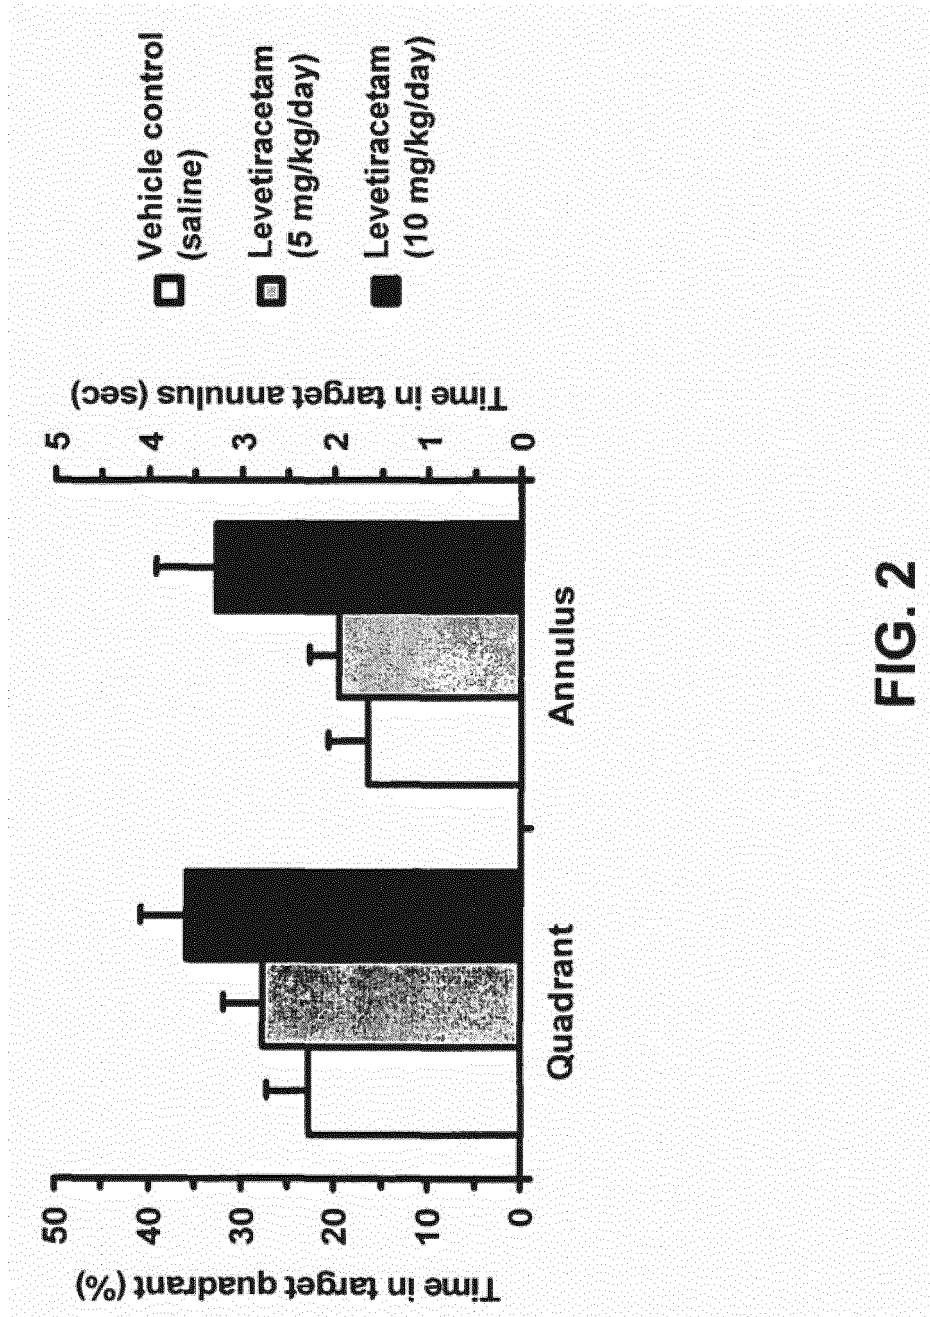 Time in target quadrant (%)
50
40
30
20
10
0
Quadrant
Annulus
5
4
3
2
1
0
Time in target annulus (sec)
Vehicle control
(saline)
Levetiracetam
(5 mg/kg/day)
Levetiracetam
(10 mg/kg/day)
FIG. 2